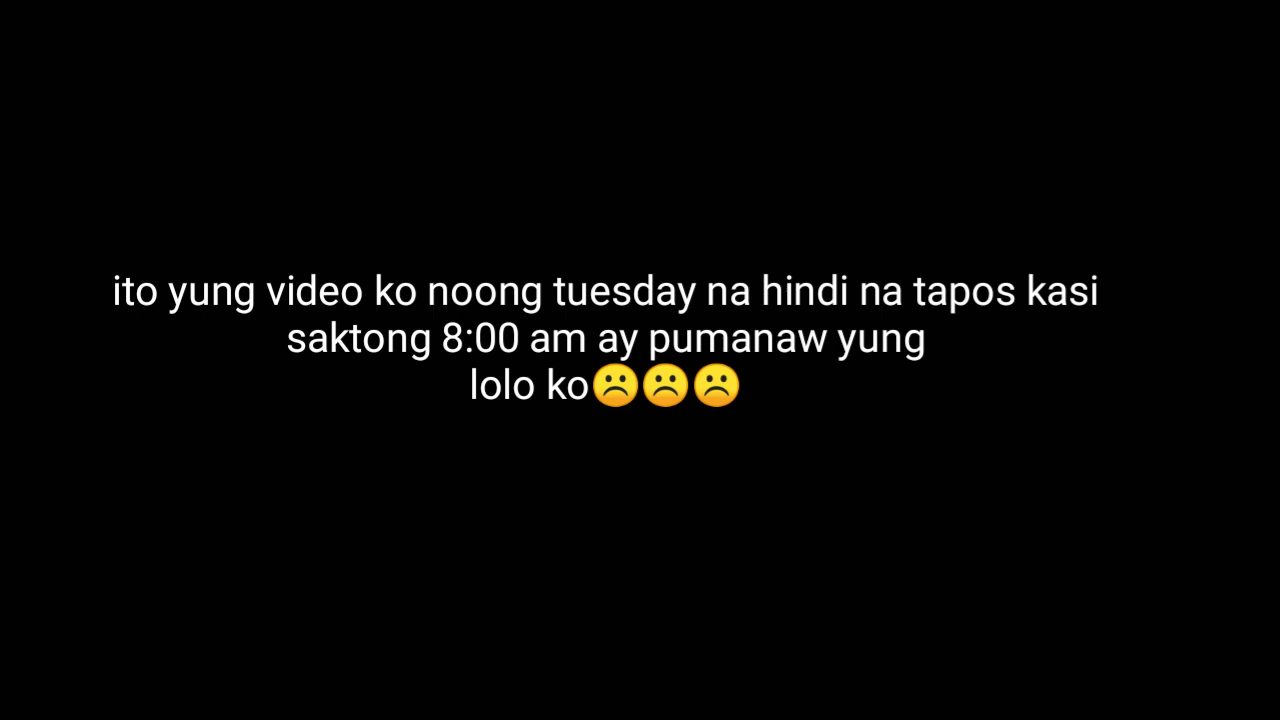 ito yung video ko noong tuesday na hindi na tapos kasi
saktong 8:00 am ay pumanaw yung
lolo ko☹️☹️☹️